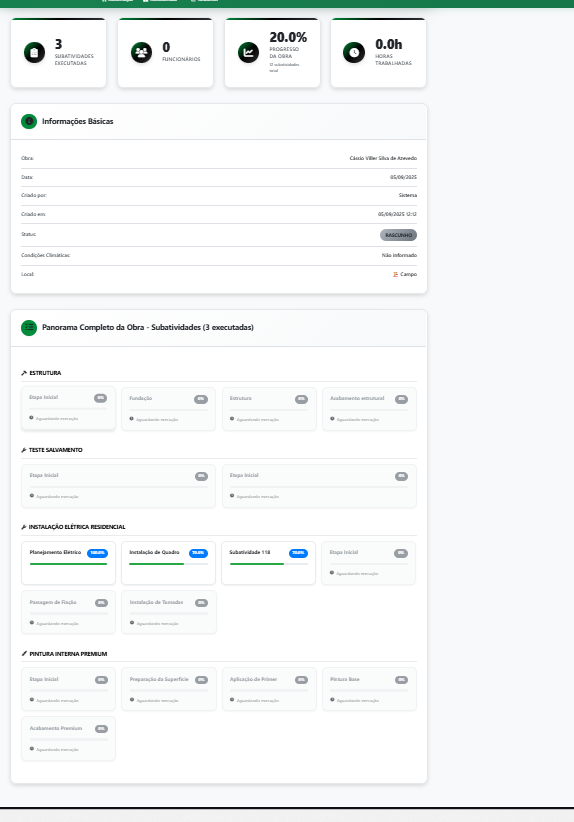 3
SUBATIVIDADES
EXECUTADAS
0
FUNCIONÁRIOS
20.0%
PROGRESSO
DA OBRA
12 subatividades
total
0.0h
HORAS
TRABALHADAS
Informações Básicas
Obra: Cássio Viller Silva de Azevedo
Data: 05/09/2025
Criado por: Sistema
Criado em: 05/09/2025 12:12
Status: RASCUNHO
Condições Climáticas: Não informado
Local: Campo
Panorama Completo da Obra - Subatividades (3 executadas)
ESTRUTURA
Etapa Inicial 0% Fundação 0% Estrutura 0% Acabamento estrutural 0%
Aguardando execução Aguardando execução Aguardando execução Aguardando execução
TESTE SALVAMENTO
Etapa Inicial 0% Etapa Inicial 0%
Aguardando execução Aguardando execução
INSTALAÇÃO ELÉTRICA RESIDENCIAL
Planejamento Elétrico 100.0% Instalação de Quadro 70.0% Subatividade 118 70.0% Etapa Inicial 0%
Aguardando execução
Passagem de Fiação 0% Instalação de Tomadas 0%
Aguardando execução Aguardando execução
PINTURA INTERNA PREMIUM
Etapa Inicial 0% Preparação da Superfície 0% Aplicação de Primer 0% Pintura Base 0%
Aguardando execução Aguardando execução Aguardando execução Aguardando execução
Acabamento Premium 0%
Aguardando execução